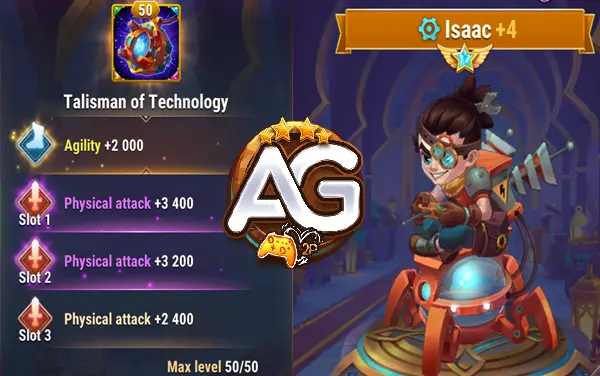 50
Talisman of Technology
Agility +2 000
Physical attack +3 400
Slot 1
Physical attack +3 200
Slot 2
Physical attack +2 400
Slot 3
Max level 50/50
AG
2P
Isaac +4